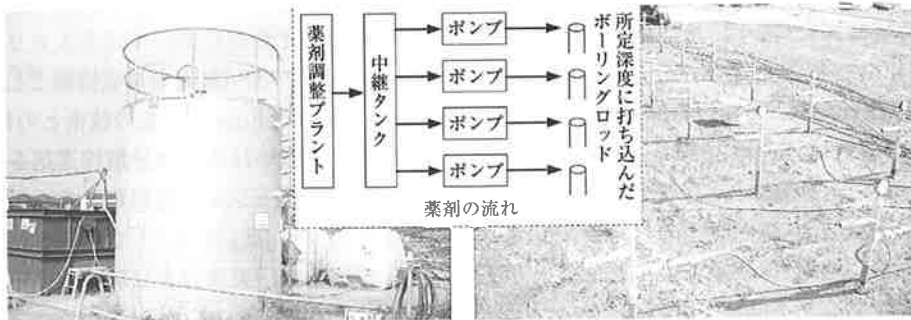 薬剤調整プラント
中継タンク
ポンプ
ポンプ
ポンプ
ポンプ
所定深度に打ち込んだ
ボーリングロッド
薬剤の流れ